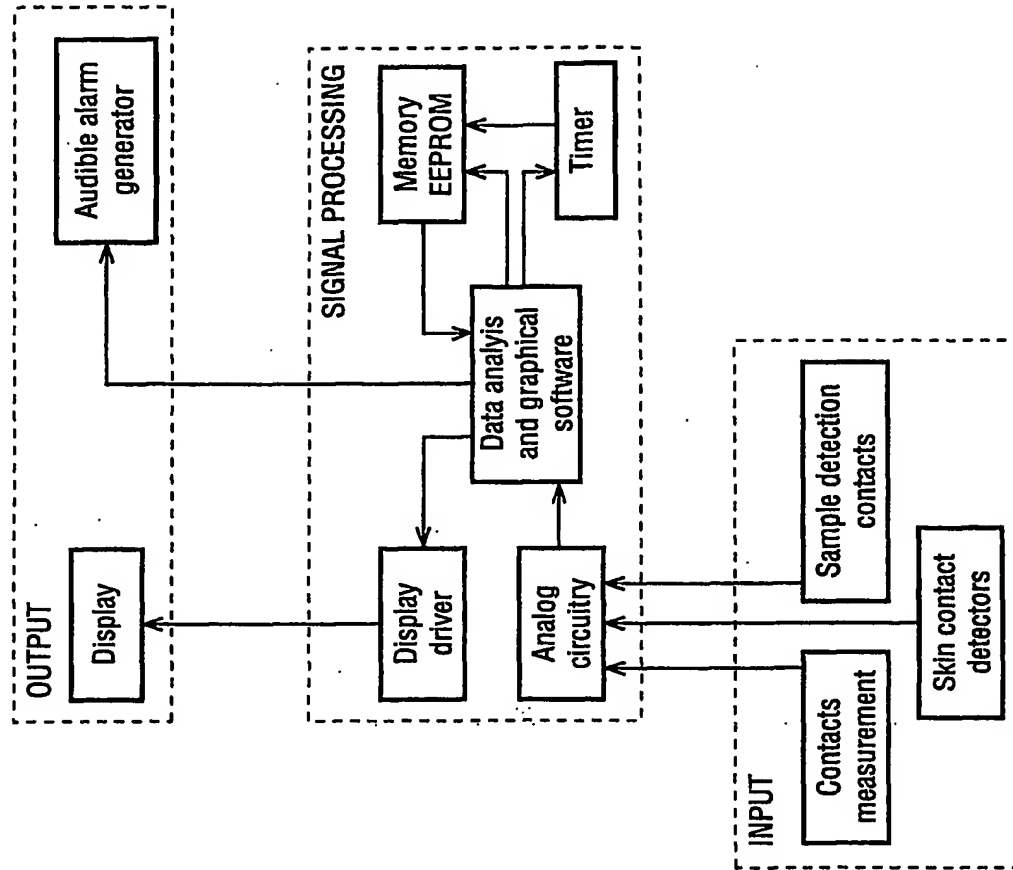 INPUT
Contacts
measurement
Skin contact
detectors
Sample detection
contacts
SIGNAL PROCESSING
Display
driver
Analog
circuitry
Data analyis
and graphical
software
Memory
EEPROM
Timer
OUTPUT
Display
Audible alarm
generator